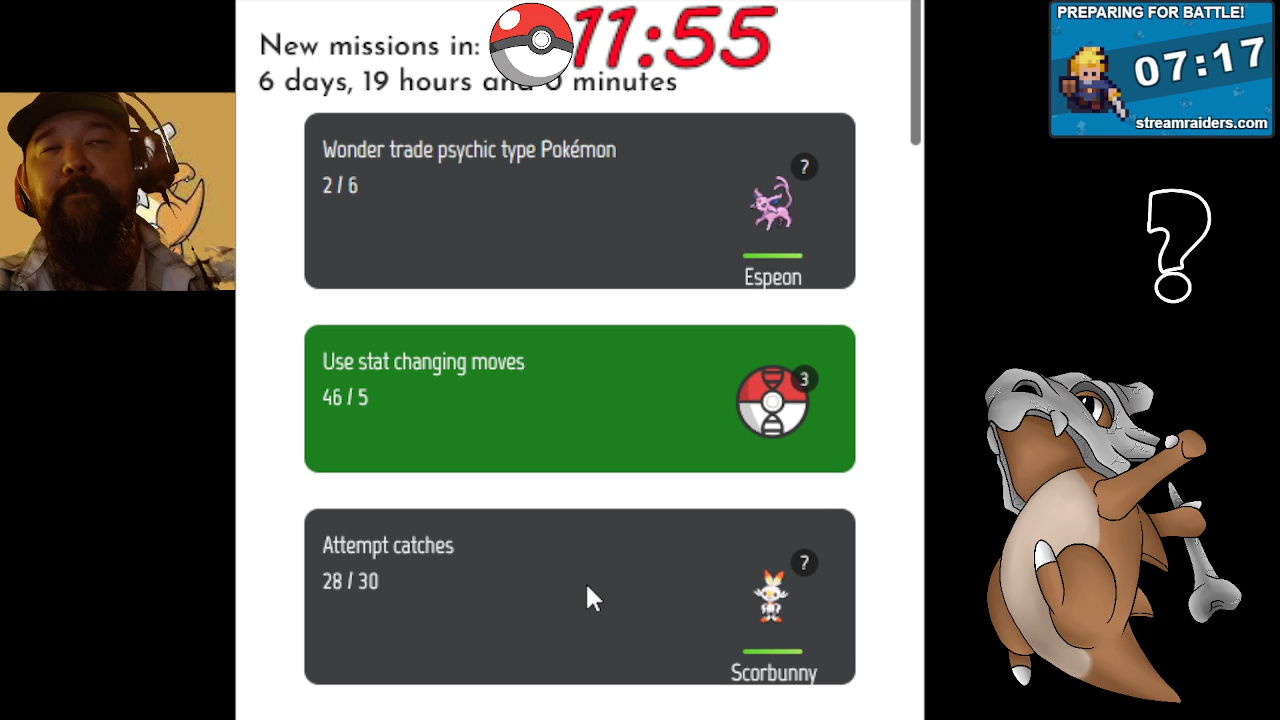 New missions in:
11:55
6 days, 19 hours and 0 minutes
Wonder trade psychic type Pokémon
2 / 6
?
Espeon
Use stat changing moves
46 / 5
3
Attempt catches
28 / 30
?
Scorbunny
PREPARING FOR BATTLE!
07:17
streamraiders.com
?